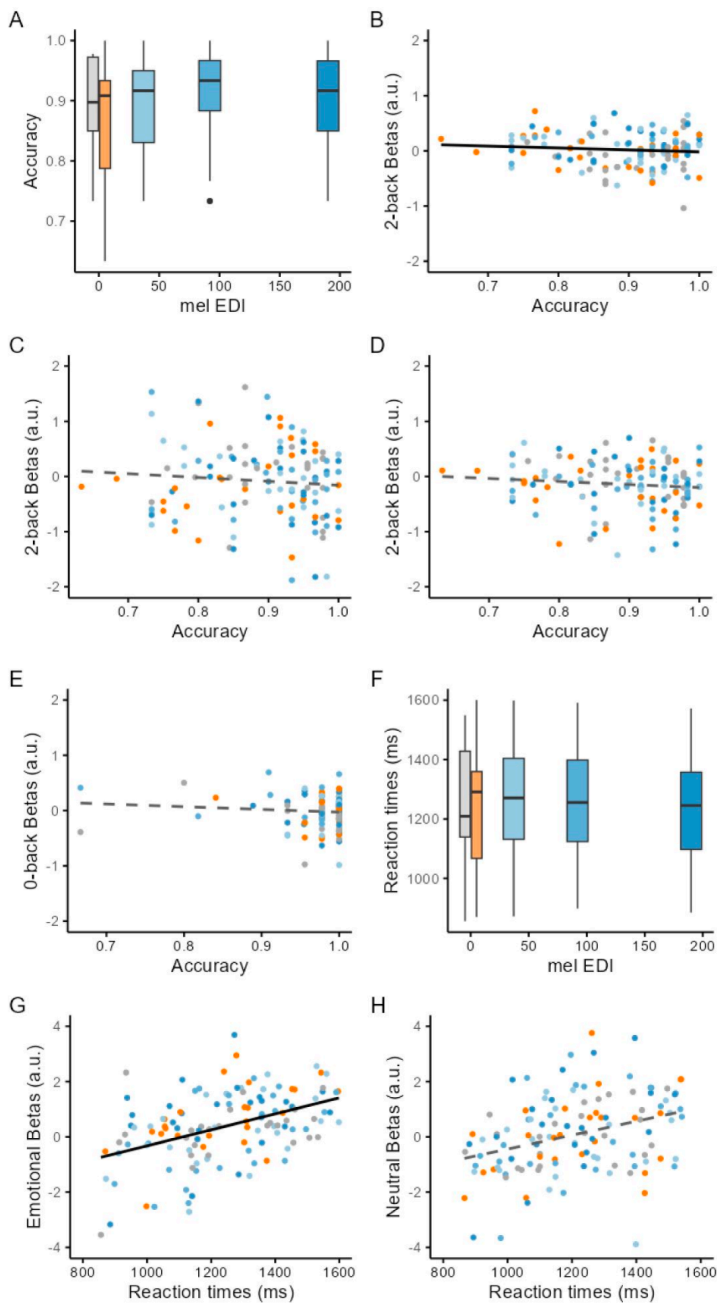 A
Accuracy
1.0
0.9
0.8
0.7
0 50 100 150 200
mel EDI
B
2-back Betas (a.u.)
2
1
0
-1
-2
0.7 0.8 0.9 1.0
Accuracy
C
2-back Betas (a.u.)
2
1
0
-1
-2
0.7 0.8 0.9 1.0
Accuracy
D
2-back Betas (a.u.)
2
1
0
-1
-2
0.7 0.8 0.9 1.0
Accuracy
E
0-back Betas (a.u.)
2
1
0
-1
-2
0.7 0.8 0.9 1.0
Accuracy
F
Reaction times (ms)
1600
1400
1200
1000
0 50 100 150 200
mel EDI
G
Emotional Betas (a.u.)
4
2
0
-2
-4
800 1000 1200 1400 1600
Reaction times (ms)
H
Neutral Betas (a.u.)
4
2
0
-2
-4
800 1000 1200 1400 1600
Reaction times (ms)